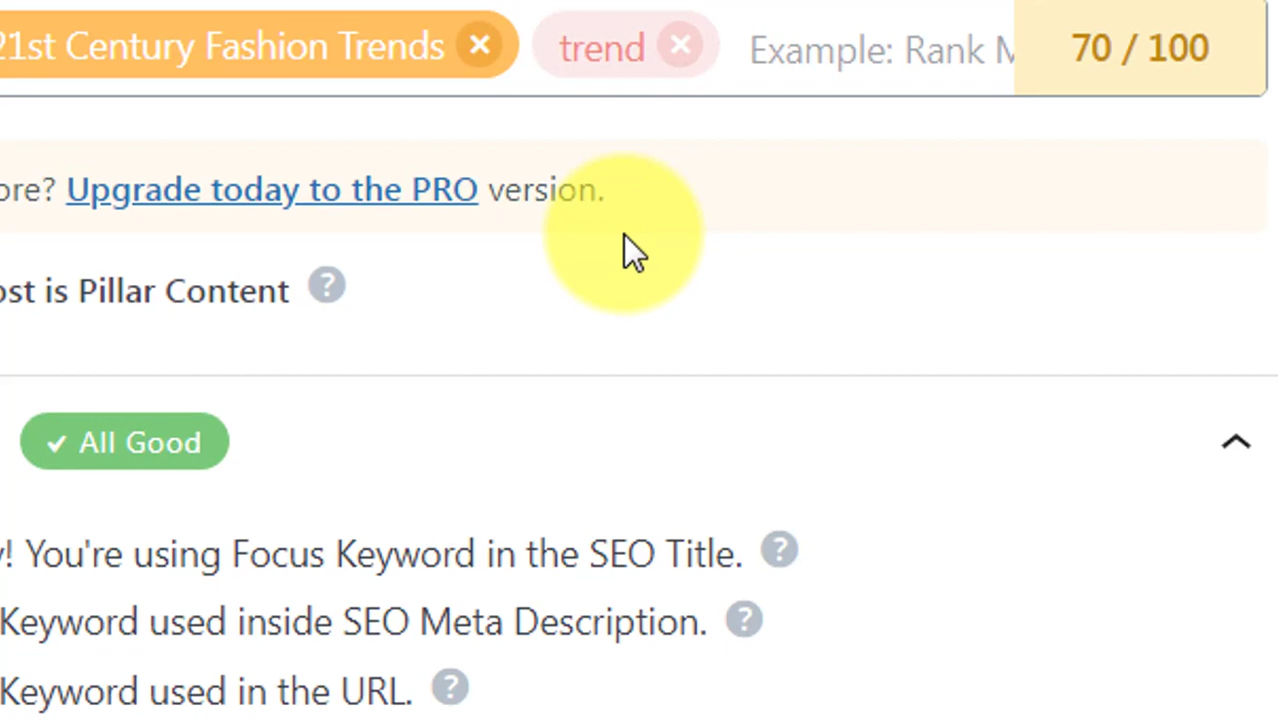 21st Century Fashion Trends × trend × Example: Rank M 70 / 100
ore? Upgrade today to the PRO version.
ost is Pillar Content ?
✓ All Good
y! You're using Focus Keyword in the SEO Title. ?
Keyword used inside SEO Meta Description. ?
Keyword used in the URL. ?